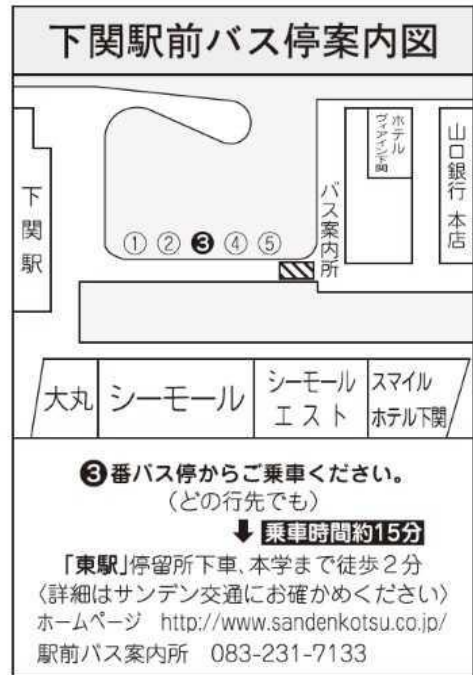 下関駅前バス停案内図
下関駅
① ② ❸ ④ ⑤
バス案内所
ホテル
ヴィアイン下関
山口銀行 本店
大丸
シーモール
シーモール
エスト
スマイル
ホテル下関
❸番バス停からご乗車ください。
(どの行先でも)
⬇ 乗車時間約15分
「東駅」停留所下車、本学まで徒歩2分
〈詳細はサンデン交通にお確かめください〉
ホームページ http://www.sandenkotsu.co.jp/
駅前バス案内所 083-231-7133